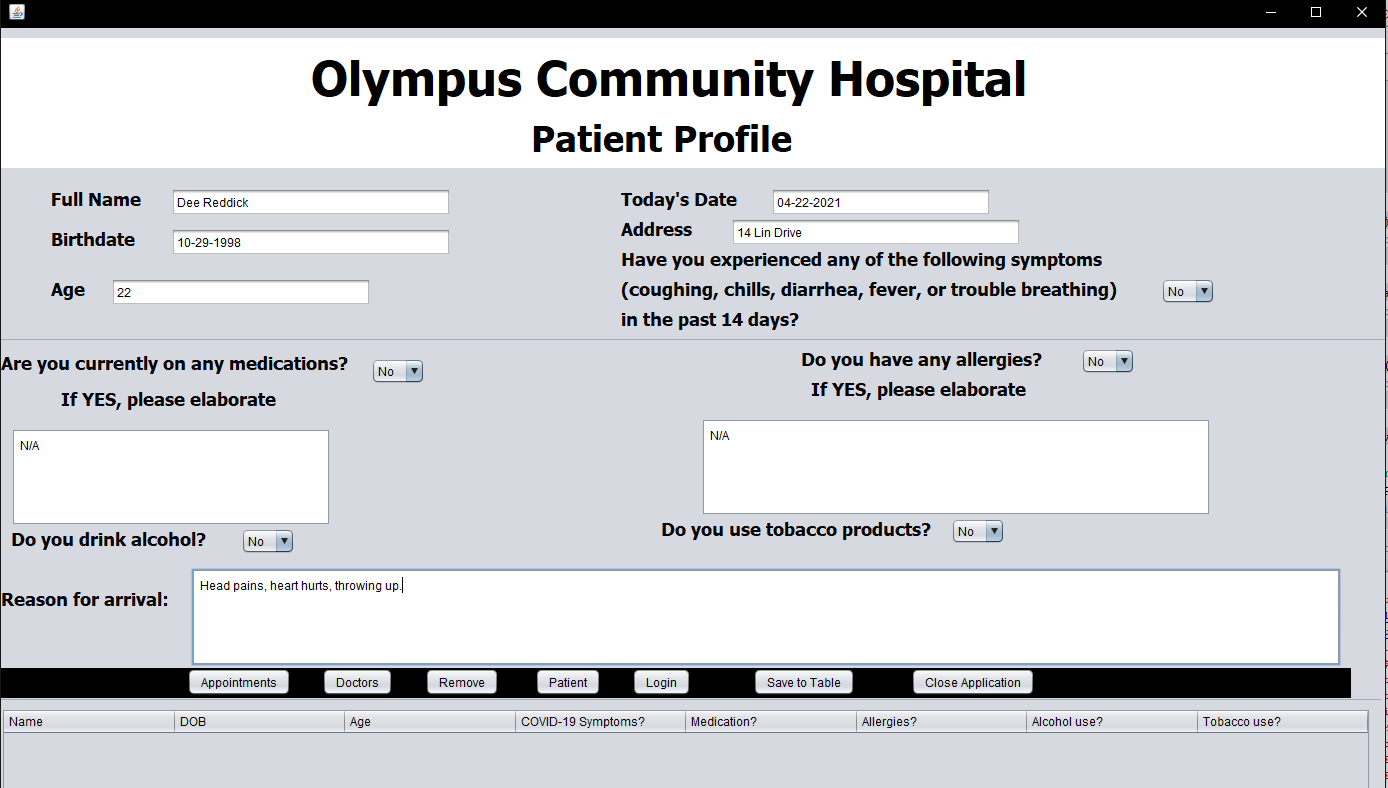 Olympus Community Hospital
Patient Profile
Full Name Dee Reddick
Today's Date 04-22-2021
Birthdate 10-29-1998
Address 14 Lin Drive
Age 22
Have you experienced any of the following symptoms
(coughing, chills, diarrhea, fever, or trouble breathing) No
in the past 14 days?
Are you currently on any medications? No
If YES, please elaborate
N/A
Do you have any allergies? No
If YES, please elaborate
N/A
Do you drink alcohol? No
Do you use tobacco products? No
Reason for arrival: Head pains, heart hurts, throwing up.
Appointments Doctors Remove Patient Login Save to Table Close Application
Name DOB Age COVID-19 Symptoms? Medication? Allergies? Alcohol use? Tobacco use?